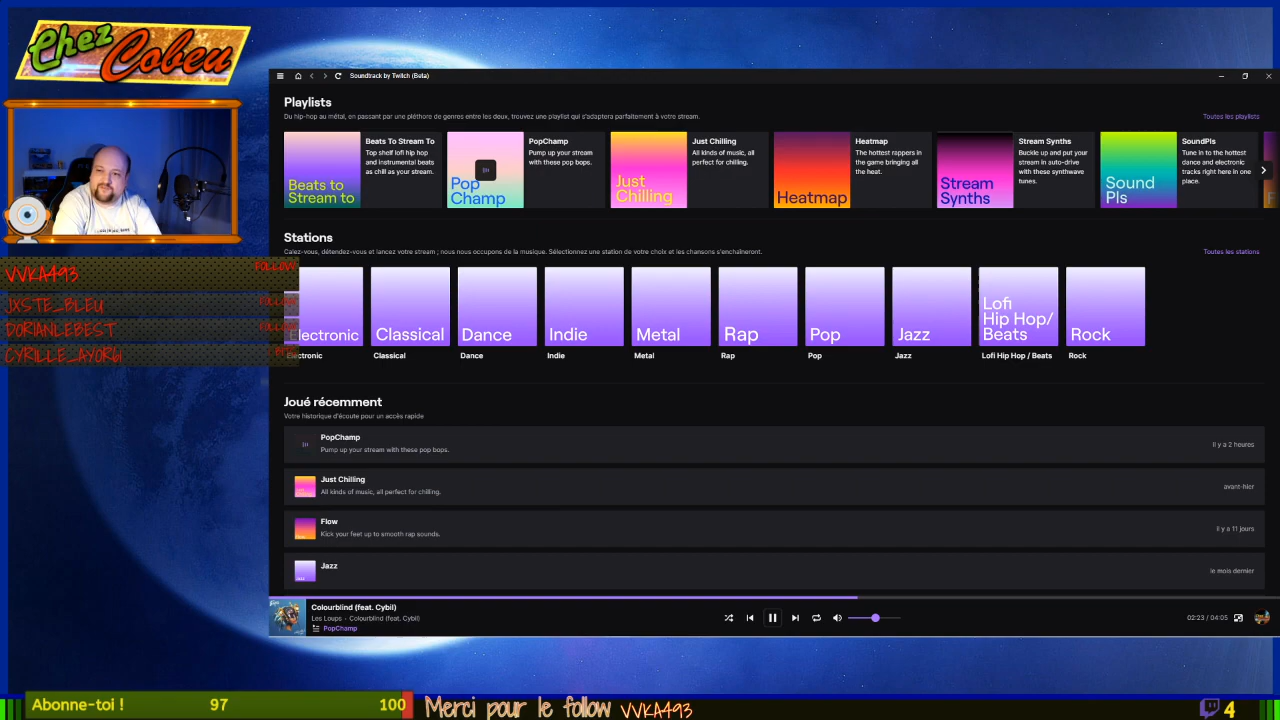 Chez
Cobeu
Soundtrack by Twitch (Beta)
Playlists
Du hip-hop au métal, en passant par une pléthore de genres entre les deux, trouvez une playlist qui s'adaptera parfaitement à votre stream.
Toutes les playlists
Beats to
Stream to
Beats To Stream To
Top shelf lofi hip hop
and instrumental beats
as chill as your stream.
Pop
Champ
PopChamp
Pump up your stream
with these pop bops.
Just
Chilling
Just Chilling
All kinds of music, all
perfect for chilling.
Heatmap
Heatmap
The hottest rappers in
the game bringing all
the heat.
Stream
Synths
Stream Synths
Buckle up and put your
stream in auto-drive
with these synthwave
tunes.
Sound
Pls
SoundPls
Tune in to the hottest
dance and electronic
tracks right here in one
place.
Stations
Calez-vous, détendez-vous et lancez votre stream ; nous nous occupons de la musique. Sélectionnez une station de votre choix et les chansons s'enchaîneront.
Toutes les stations
VVKA493 FOLLOW
JXSTE_BLEU FOLLOW
DORIANLEBEST FOLLOW
CYRILLE_AYOR61
Electronic
Classical
Dance
Indie
Metal
Rap
Pop
Jazz
Lofi
Hip Hop/
Beats
Rock
Electronic
Classical
Dance
Indie
Metal
Rap
Pop
Jazz
Lofi Hip Hop / Beats
Rock
Joué récemment
Votre historique d'écoute pour un accès rapide
PopChamp
Pump up your stream with these pop bops.
il y a 2 heures
Just Chilling
All kinds of music, all perfect for chilling.
avant-hier
Flow
Kick your feet up to smooth rap sounds.
il y a 11 jours
Jazz
le mois dernier
Colourblind (feat. Cybil)
Les Loups · Colourblind (feat. Cybil)
PopChamp
02:23 / 04:05
Abonne-toi ! 97 100
Merci pour le follow VVKA493
4